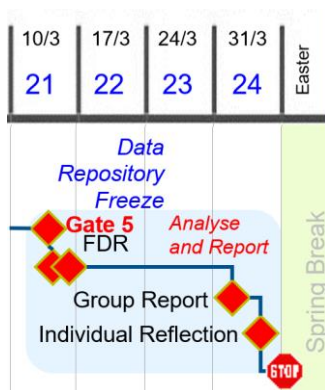 10/3 17/3 24/3 31/3 Easter
21 22 23 24
Data
Repository
Freeze
Gate 5
FDR
Analyse
and Report
Group Report
Individual Reflection
STOP
Spring Break